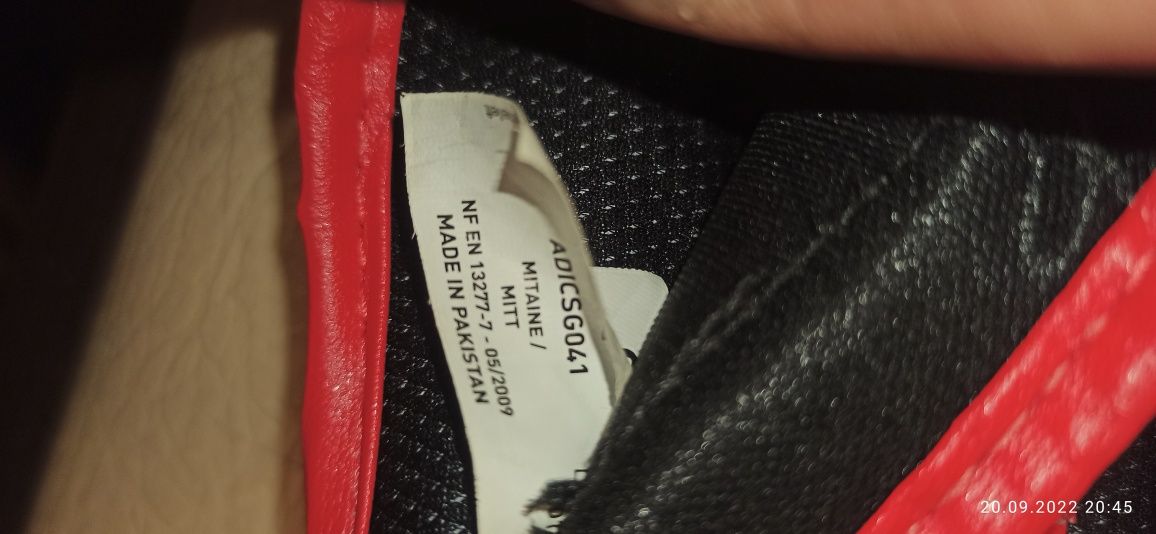 ADICSG041
MITAINE /
MITT
NF EN 13277-7 - 05/2009
MADE IN PAKISTAN
20.09.2022 20:45